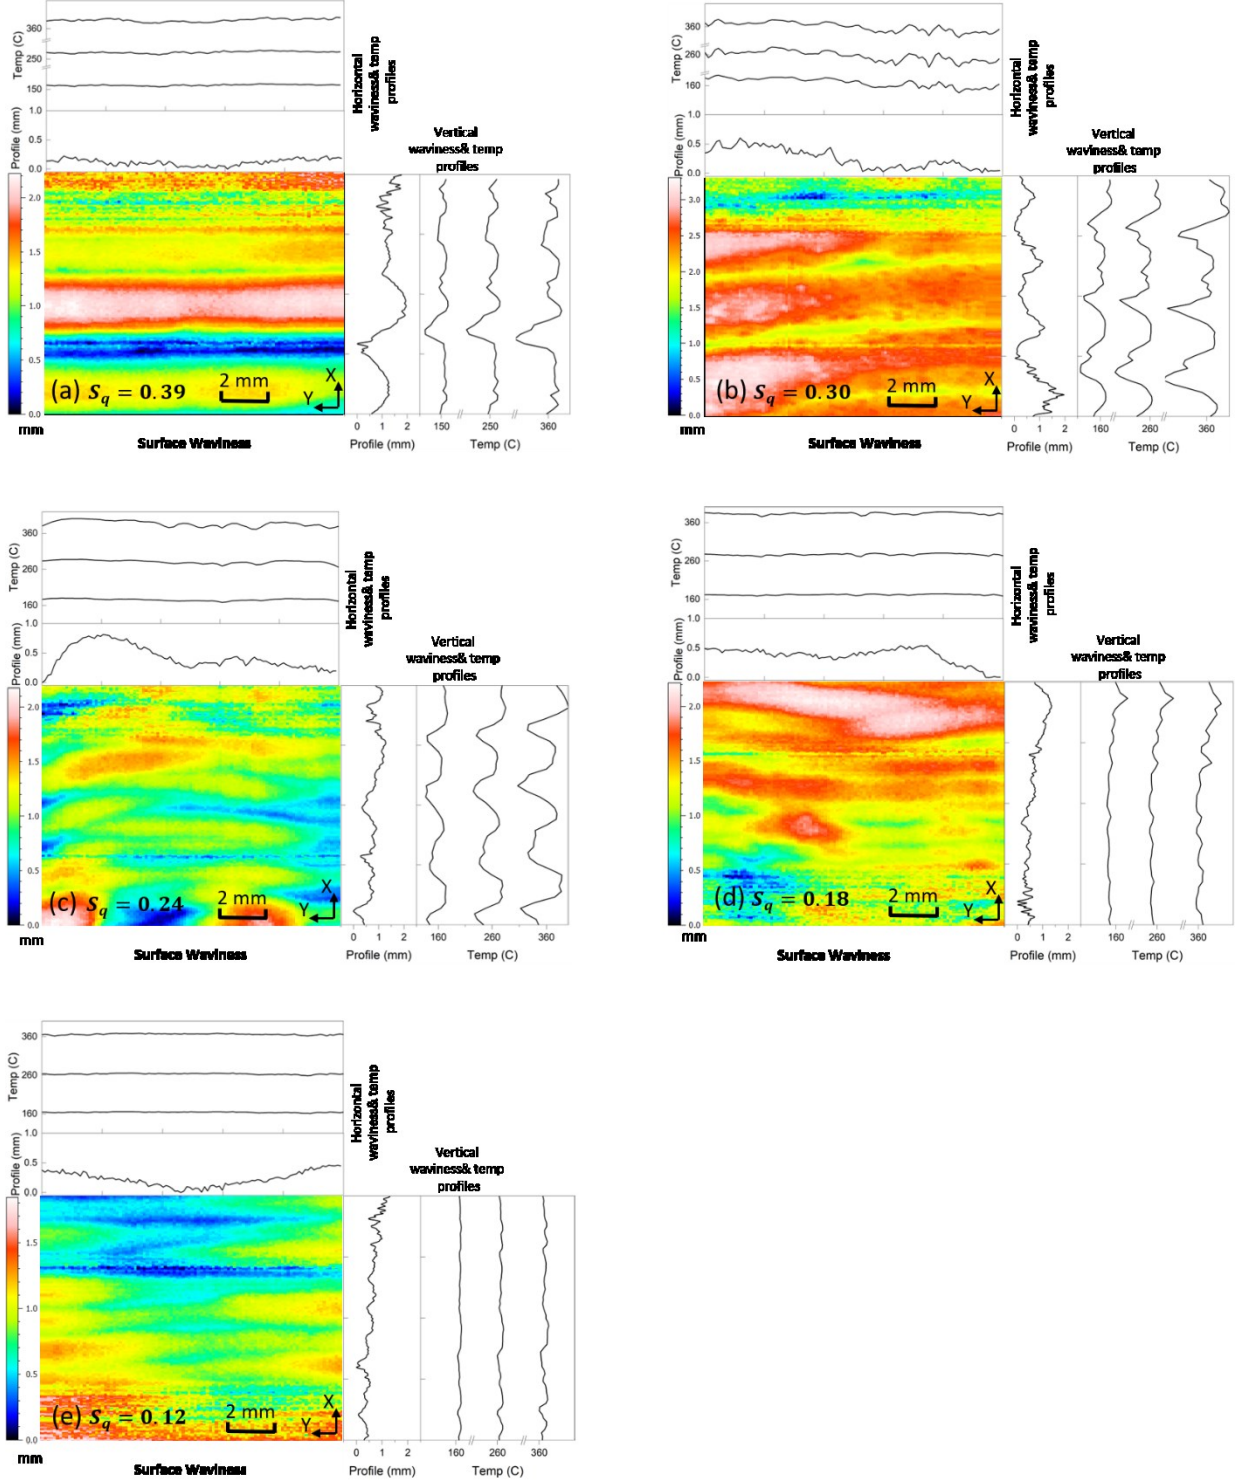 Temp (C)
360
250
150
Profile (mm)
1.0
0.5
0.0
Horizontal
waviness& temp
profiles
Vertical
waviness& temp
profiles
2.0
1.5
1.0
0.5
0.0
mm
(a) Sq = 0.39
2 mm
X
Y
Surface Waviness
0 1 2
150 250 360
Profile (mm) Temp (C)
Temp (C)
360
260
160
Profile (mm)
1.0
0.5
0.0
Horizontal
waviness& temp
profiles
Vertical
waviness& temp
profiles
3.0
2.5
2.0
1.5
1.0
0.5
0.0
mm
(b) Sq = 0.30
2 mm
X
Y
Surface Waviness
0 1 2
160 260 360
Profile (mm) Temp (C)
Temp (C)
360
260
160
Profile (mm)
1.0
0.5
0.0
Horizontal
waviness& temp
profiles
Vertical
waviness& temp
profiles
2.0
1.5
1.0
0.5
0.0
mm
(c) Sq = 0.24
2 mm
X
Y
Surface Waviness
0 1 2
160 260 360
Profile (mm) Temp (C)
Temp (C)
360
260
160
Profile (mm)
1.0
0.5
0.0
Horizontal
waviness& temp
profiles
Vertical
waviness& temp
profiles
2.0
1.5
1.0
0.5
0.0
mm
(d) Sq = 0.18
2 mm
X
Y
Surface Waviness
0 1 2
160 260 360
Profile (mm) Temp (C)
Temp (C)
360
260
160
Profile (mm)
1.0
0.5
0.0
Horizontal
waviness& temp
profiles
Vertical
waviness& temp
profiles
1.5
1.0
0.5
0.0
mm
(e) Sq = 0.12
2 mm
X
Y
Surface Waviness
0 1 2
160 260 360
Profile (mm) Temp (C)